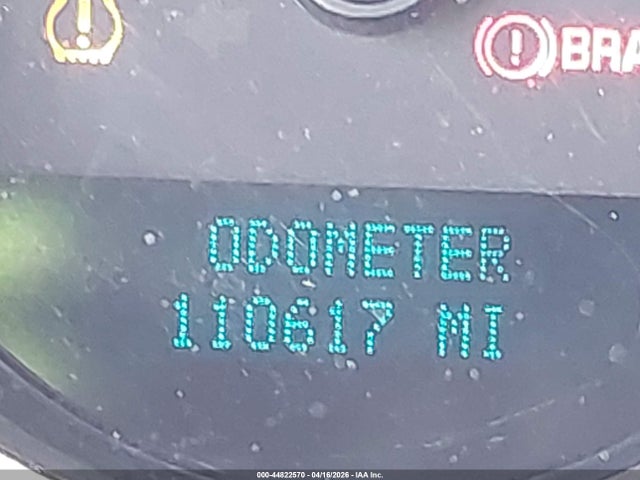 BRA
ODOMETER
110617 MI
000-44822570 - 04/16/2026 - IAA Inc.